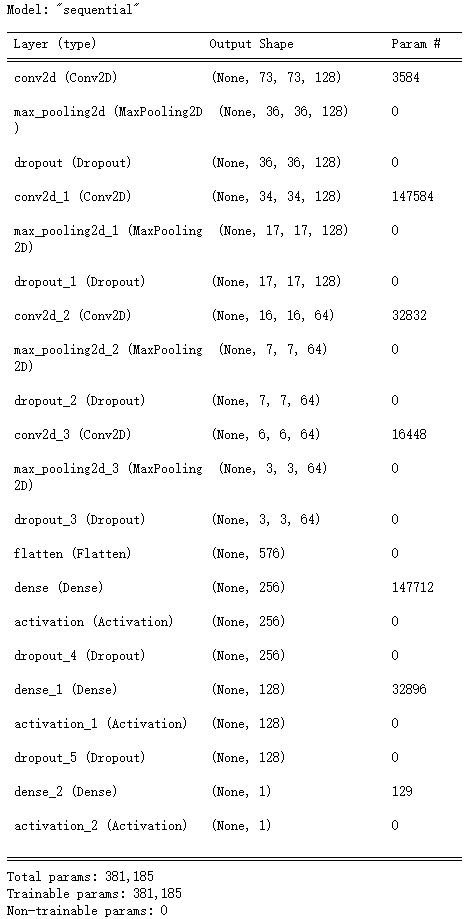 Model: "sequential"
Layer (type) Output Shape Param #
conv2d (Conv2D) (None, 73, 73, 128) 3584
max_pooling2d (MaxPooling2D (None, 36, 36, 128) 0
)
dropout (Dropout) (None, 36, 36, 128) 0
conv2d_1 (Conv2D) (None, 34, 34, 128) 147584
max_pooling2d_1 (MaxPooling (None, 17, 17, 128) 0
2D)
dropout_1 (Dropout) (None, 17, 17, 128) 0
conv2d_2 (Conv2D) (None, 16, 16, 64) 32832
max_pooling2d_2 (MaxPooling (None, 7, 7, 64) 0
2D)
dropout_2 (Dropout) (None, 7, 7, 64) 0
conv2d_3 (Conv2D) (None, 6, 6, 64) 16448
max_pooling2d_3 (MaxPooling (None, 3, 3, 64) 0
2D)
dropout_3 (Dropout) (None, 3, 3, 64) 0
flatten (Flatten) (None, 576) 0
dense (Dense) (None, 256) 147712
activation (Activation) (None, 256) 0
dropout_4 (Dropout) (None, 256) 0
dense_1 (Dense) (None, 128) 32896
activation_1 (Activation) (None, 128) 0
dropout_5 (Dropout) (None, 128) 0
dense_2 (Dense) (None, 1) 129
activation_2 (Activation) (None, 1) 0
Total params: 381,185
Trainable params: 381,185
Non-trainable params: 0